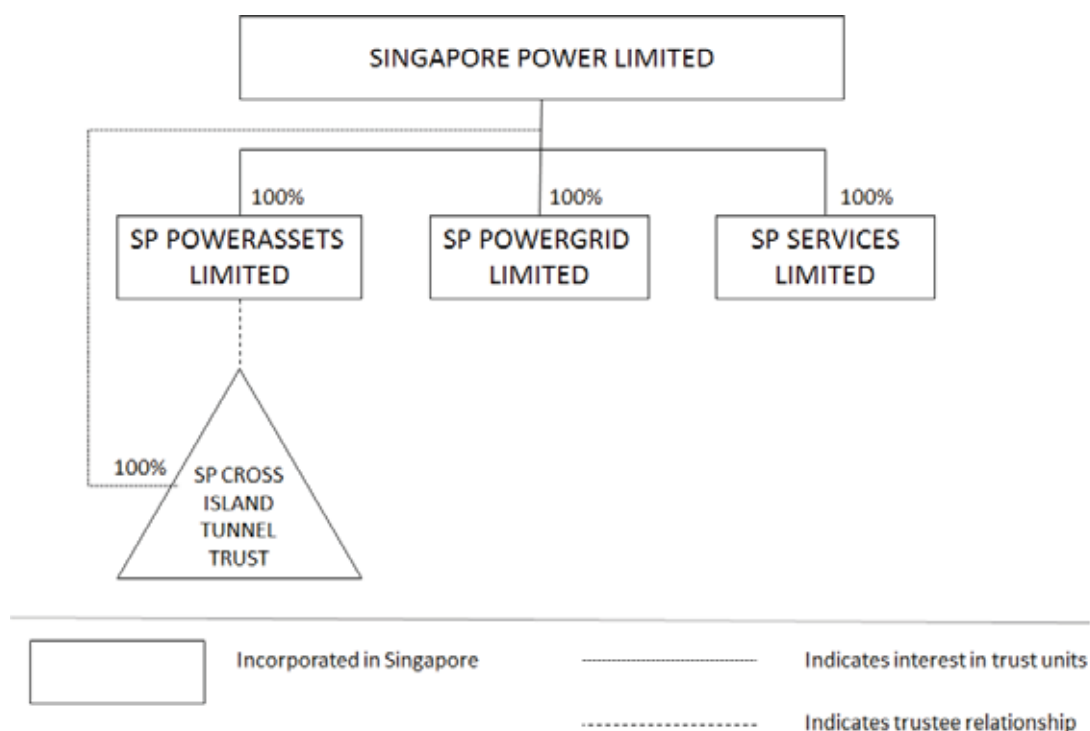 SINGAPORE POWER LIMITED
100%
100%
100%
SP POWERASSETS
LIMITED
SP POWERGRID
LIMITED
SP SERVICES
LIMITED
100%
SP CROSS
ISLAND
TUNNEL
TRUST
Incorporated in Singapore
Indicates interest in trust units
Indicates trustee relationship